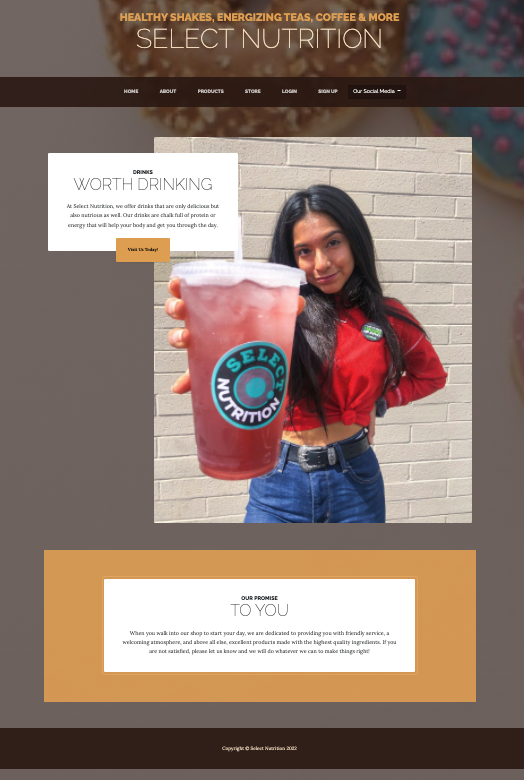 HEALTHY SHAKES, ENERGIZING TEAS, COFFEE & MORE
SELECT NUTRITION
HOME ABOUT PRODUCTS STORE LOGIN SIGN UP Our Social Media
DRINKS
WORTH DRINKING
At Select Nutrition, we offer drinks that are only delicious but
also nutrious as well. Our drinks are chalk full of protein or
energy that will help your body and get you through the day.
Visit Us Today!
SELECT
NUTRITION
OUR PROMISE
TO YOU
When you walk into our shop to start your day, we are dedicated to providing you with friendly service, a
welcoming atmosphere, and above all else, excellent products made with the highest quality ingredients. If you
are not satisfied, please let us know and we will do whatever we can to make things right!
Copyright © Select Nutrition 2022